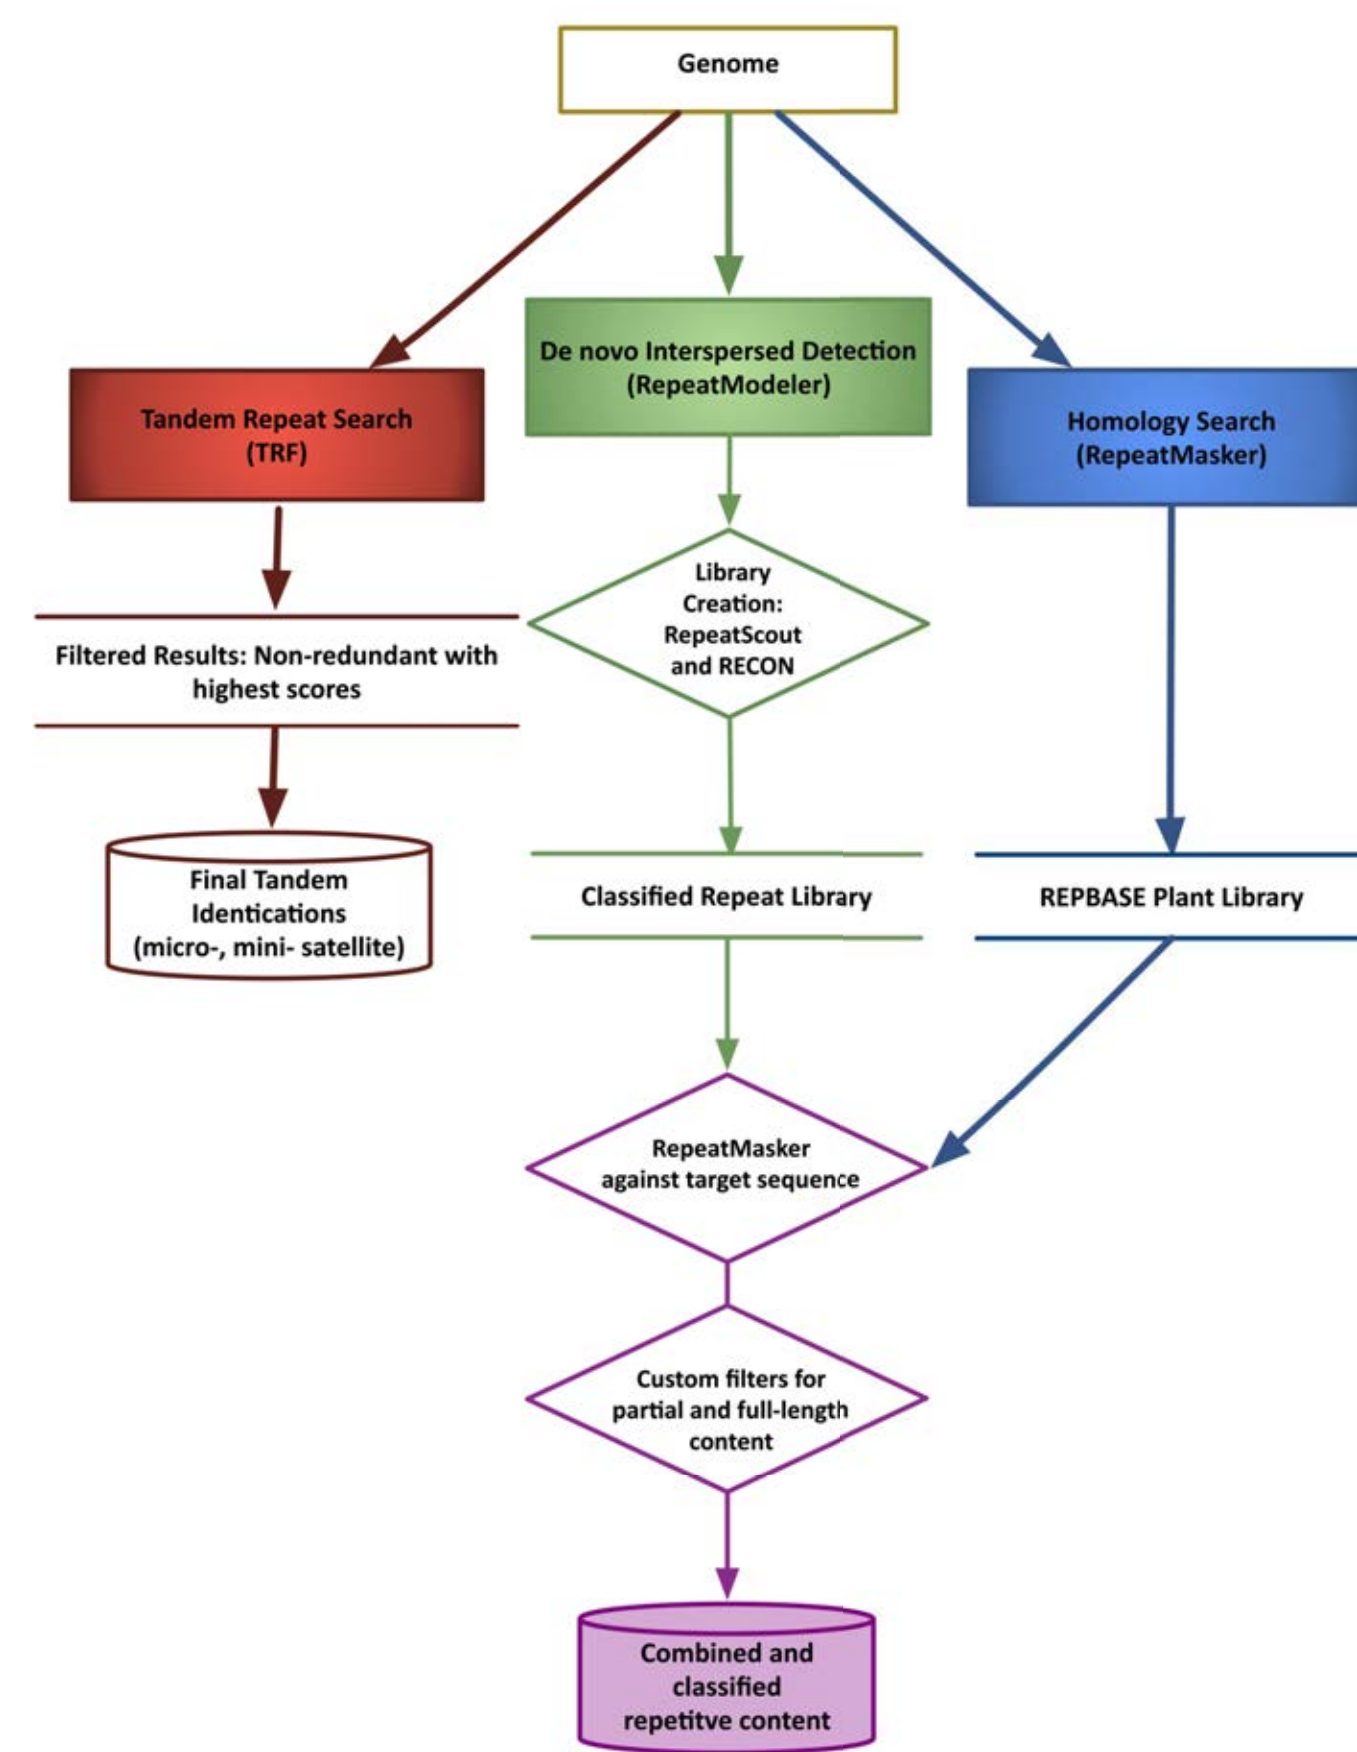 Genome
Tandem Repeat Search
(TRF)
De novo Interspersed Detection
(RepeatModeler)
Homology Search
(RepeatMasker)
Library
Creation:
RepeatScout
and RECON
Filtered Results: Non-redundant with
highest scores
Final Tandem
Identications
(micro-, mini- satellite)
Classified Repeat Library
REPBASE Plant Library
RepeatMasker
against target sequence
Custom filters for
partial and full-length
content
Combined and
classified
repetitve content